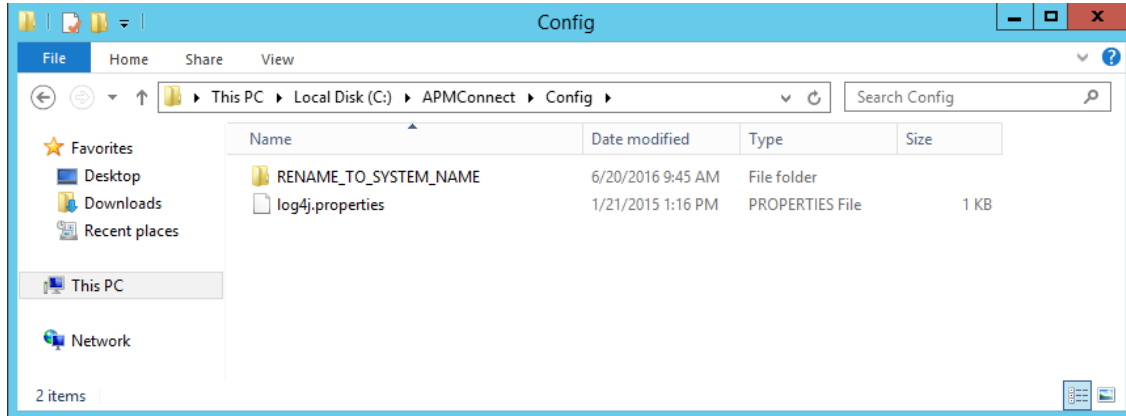 Config
File Home Share View
This PC Local Disk (C:) APMConnect Config Search Config
Name Date modified Type Size
Favorites
Desktop
Downloads
Recent places
This PC
Network
RENAME_TO_SYSTEM_NAME 6/20/2016 9:45 AM File folder
log4j.properties 1/21/2015 1:16 PM PROPERTIES File 1 KB
2 items